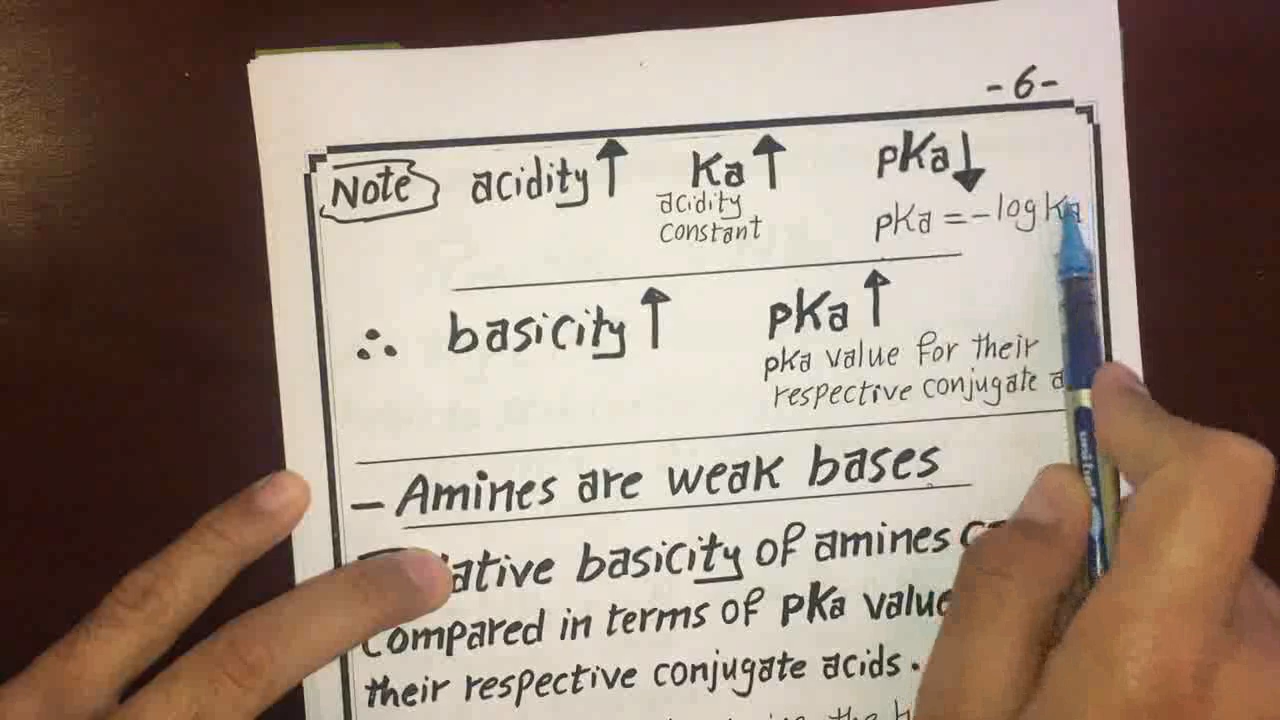 -6-
Note acidity↑ Ka↑ pKa↓
acidity
constant
pKa = -log Ka
∴ basicity↑ pKa↑
pka value for their
respective conjugate
- Amines are weak bases
basicity of amines
compared in terms of pKa
their respective conjugate acids.
the